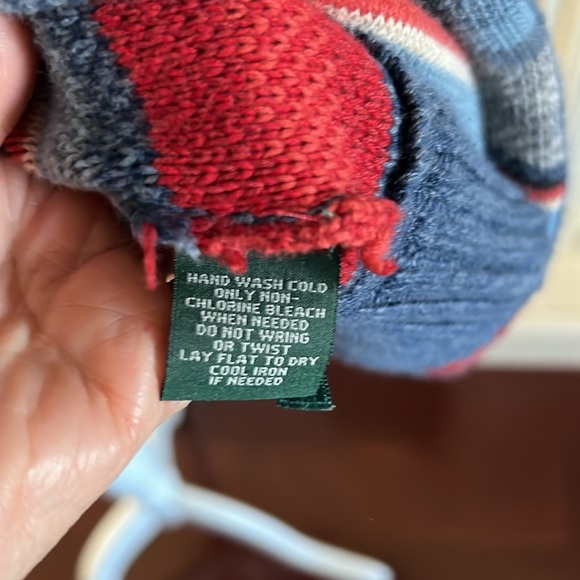 HAND WASH COLD
ONLY NON-
CHLORINE BLEACH
WHEN NEEDED
DO NOT WRING
OR TWIST
LAY FLAT TO DRY
COOL IRON
IF NEEDED